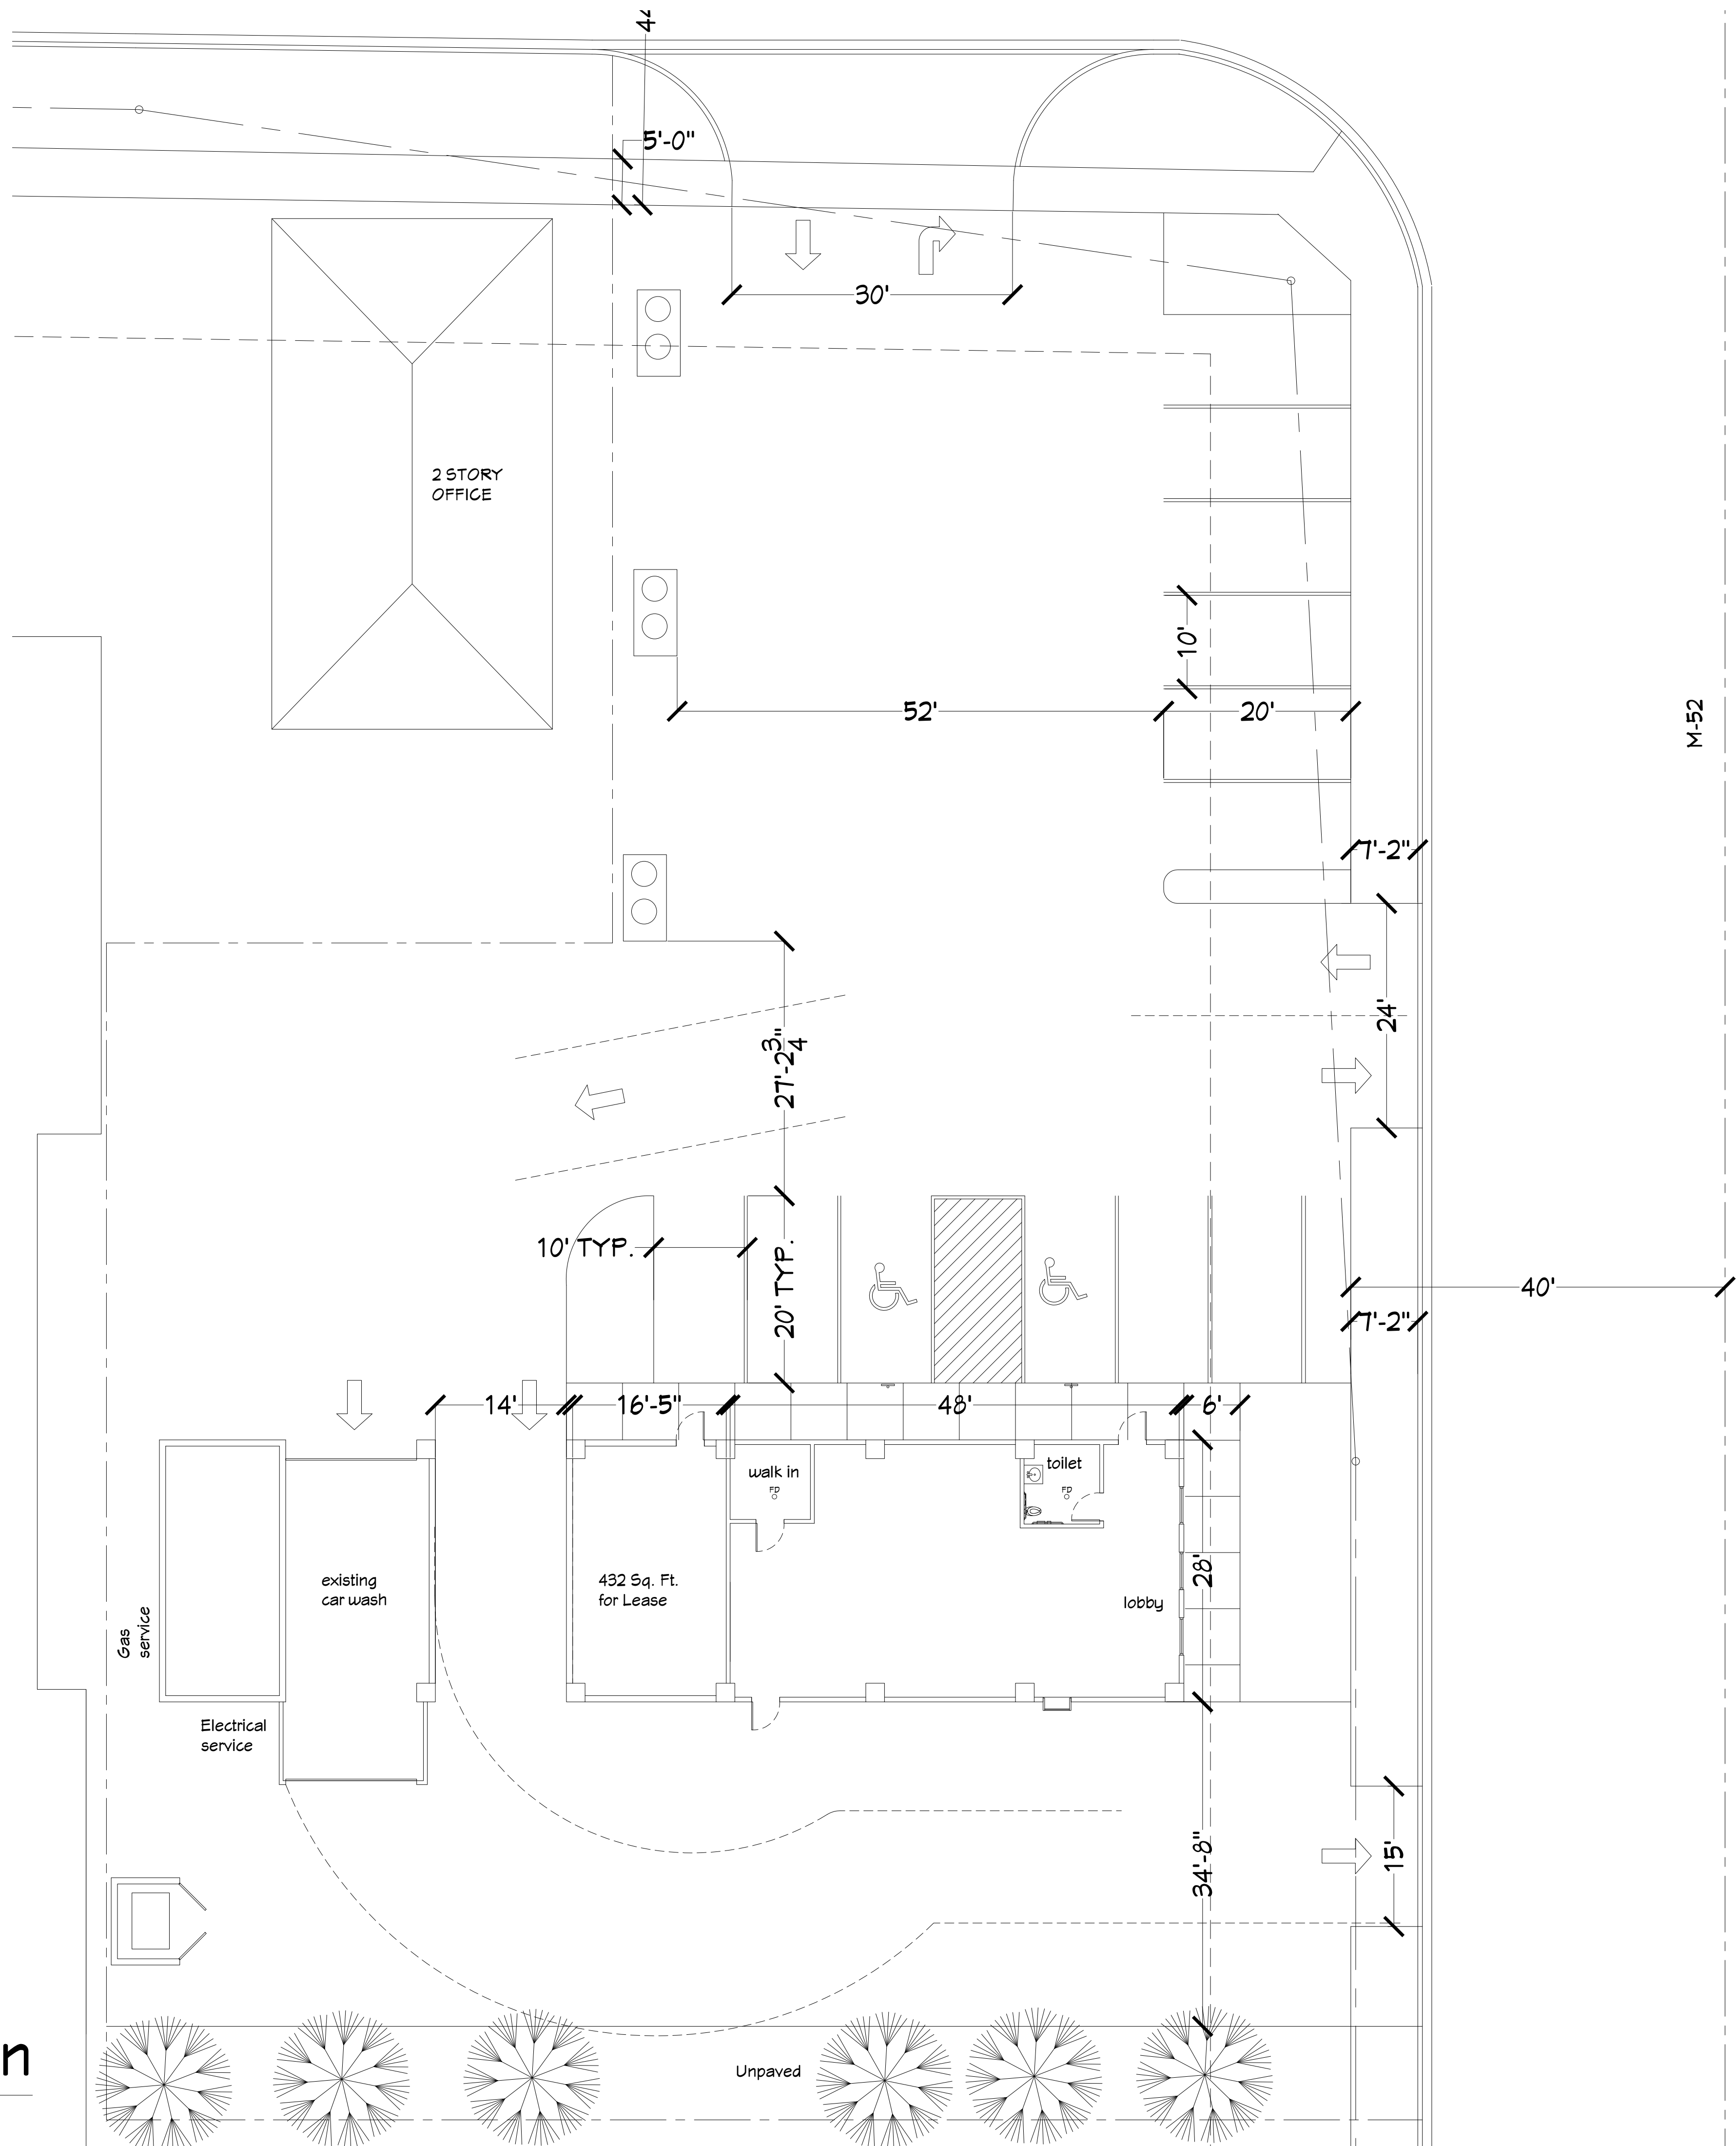 44
5'-0"
30'
2 STORY
OFFICE
10'
52'
20'
M-52
7'-2"
24'
27'-2 3/4"
10' TYP.
20' TYP.
40'
7'-2"
14'
16'-5"
48'
6'
walk in
FD
toilet
FD
28'
existing
car wash
432 Sq. Ft.
for Lease
lobby
Gas
service
Electrical
service
34'-8"
15'
n
Unpaved